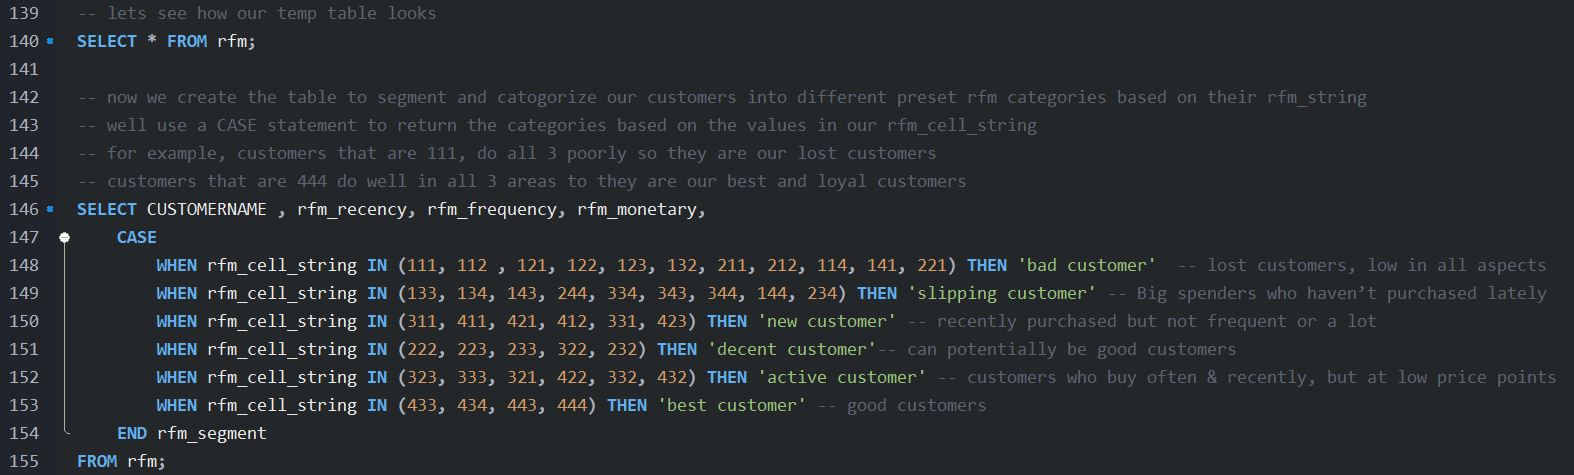 139 -- lets see how our temp table looks
140 SELECT * FROM rfm;
141
142 -- now we create the table to segment and catogorize our customers into different preset rfm categories based on their rfm_string
143 -- well use a CASE statement to return the categories based on the values in our rfm_cell_string
144 -- for example, customers that are 111, do all 3 poorly so they are our lost customers
145 -- customers that are 444 do well in all 3 areas to they are our best and loyal customers
146 SELECT CUSTOMERNAME , rfm_recency, rfm_frequency, rfm_monetary,
147 CASE
148 WHEN rfm_cell_string IN (111, 112 , 121, 122, 123, 132, 211, 212, 114, 141, 221) THEN 'bad customer' -- lost customers, low in all aspects
149 WHEN rfm_cell_string IN (133, 134, 143, 244, 334, 343, 344, 144, 234) THEN 'slipping customer' -- Big spenders who haven’t purchased lately
150 WHEN rfm_cell_string IN (311, 411, 421, 412, 331, 423) THEN 'new customer' -- recently purchased but not frequent or a lot
151 WHEN rfm_cell_string IN (222, 223, 233, 322, 232) THEN 'decent customer'-- can potentially be good customers
152 WHEN rfm_cell_string IN (323, 333, 321, 422, 332, 432) THEN 'active customer' -- customers who buy often & recently, but at low price points
153 WHEN rfm_cell_string IN (433, 434, 443, 444) THEN 'best customer' -- good customers
154 END rfm_segment
155 FROM rfm;